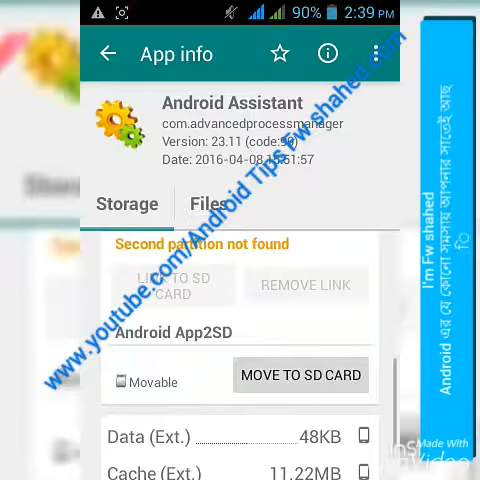 90% 2:39 PM
App info
Android Assistant
com.advancedprocessmanager
Version: 23.11 (code:99)
Date: 2016-04-08 15:51:57
Storage
Files
Second partition not found
LINK TO SD CARD
REMOVE LINK
Android App2SD
Movable
MOVE TO SD CARD
Data (Ext.) 48KB
Cache (Ext.) 11.22MB
www.youtube.com/Android Tips Fw shahed.com
I'm Fw shahed
Android এর যে কোনো সমস্যায় আপনার সাতেই আছি
Made With